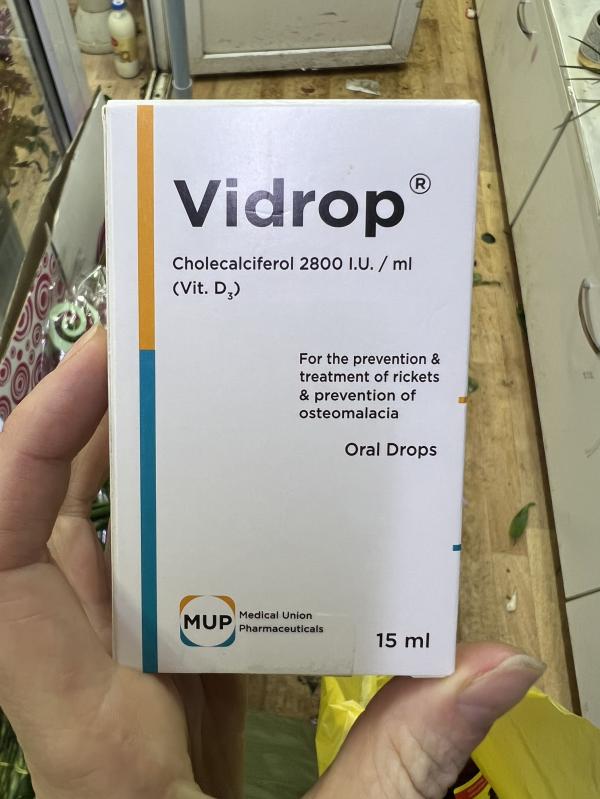 Vidrop®
Cholecalciferol 2800 I.U. / ml
(Vit. D₃)
For the prevention &
treatment of rickets
& prevention of
osteomalacia
Oral Drops
MUP Medical Union
Pharmaceuticals
15 ml